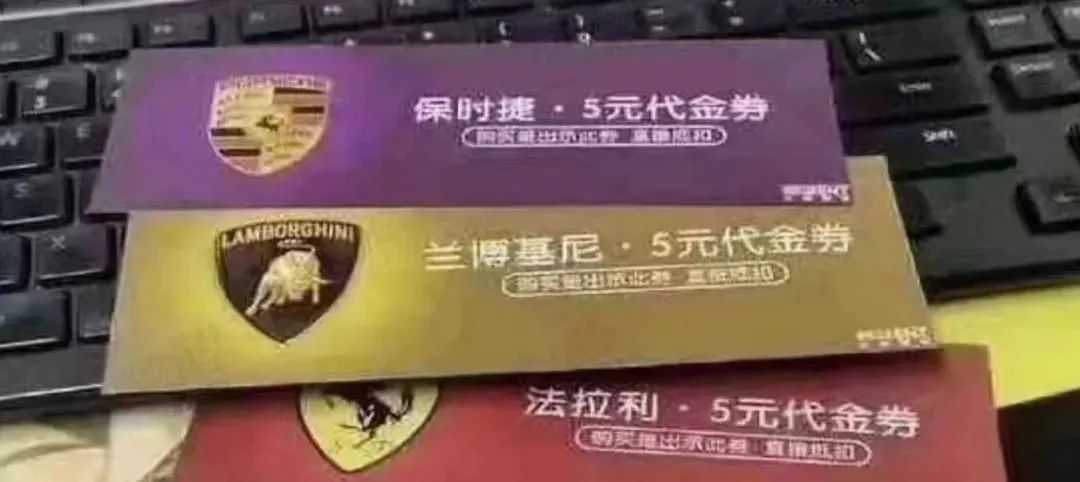 保时捷·5元代金券
购买是出示此券 直接抵扣
LAMBORGHINI
兰博基尼·5元代金券
购买是出示此券 直接抵扣
法拉利·5元代金券
购买是出示此券 直接抵扣
Shift